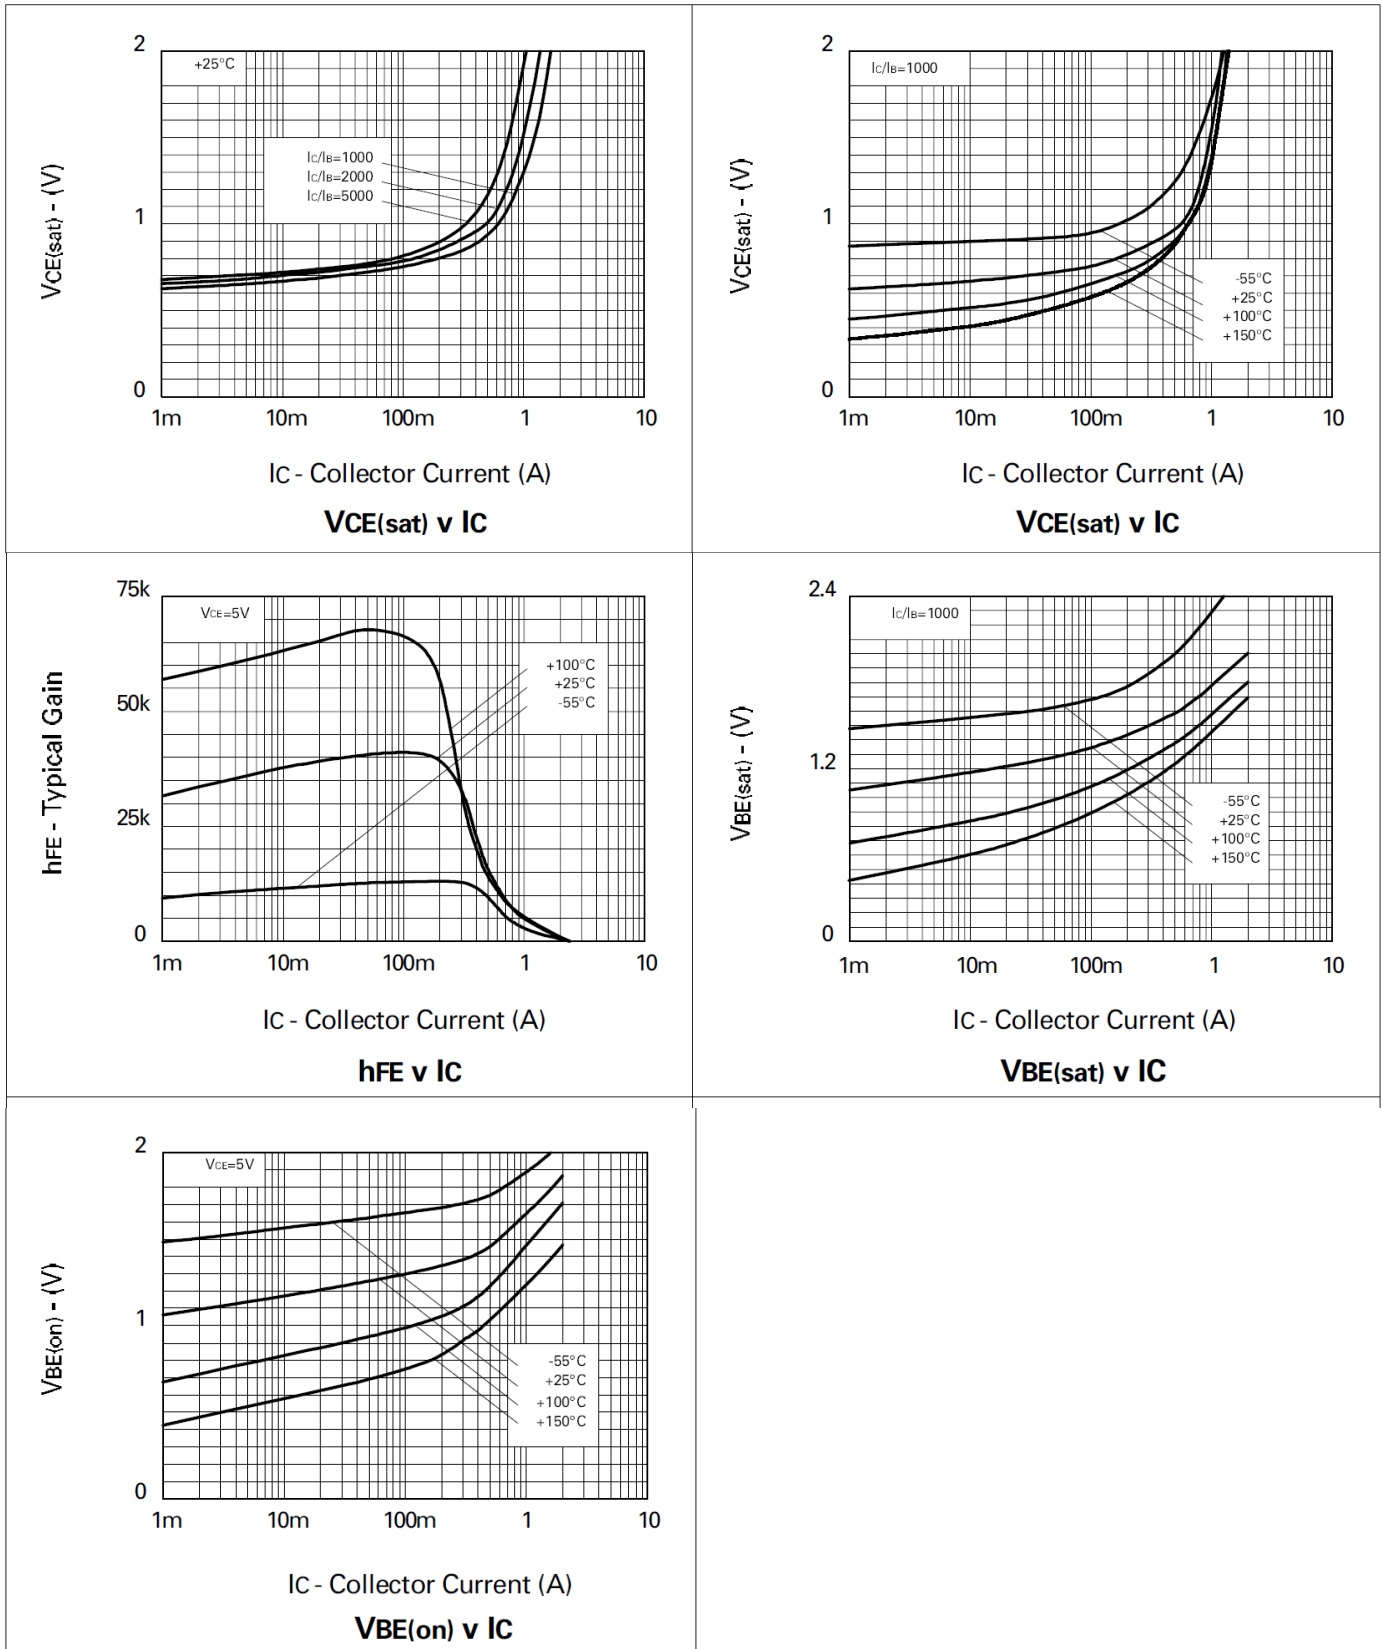 2
+25°C
IC/IB=1000
IC/IB=2000
IC/IB=5000
1
0
1m 10m 100m 1 10
VCE(sat) - (V)
IC - Collector Current (A)
VCE(sat) v IC
2
IC/IB=1000
1
-55°C
+25°C
+100°C
+150°C
0
1m 10m 100m 1 10
VCE(sat) - (V)
IC - Collector Current (A)
VCE(sat) v IC
75k
VCE=5V
+100°C
+25°C
-55°C
50k
25k
0
1m 10m 100m 1 10
hFE - Typical Gain
IC - Collector Current (A)
hFE v IC
2.4
IC/IB=1000
1.2
-55°C
+25°C
+100°C
+150°C
0
1m 10m 100m 1 10
VBE(sat) - (V)
IC - Collector Current (A)
VBE(sat) v IC
2
VCE=5V
1
-55°C
+25°C
+100°C
+150°C
0
1m 10m 100m 1 10
VBE(on) - (V)
IC - Collector Current (A)
VBE(on) v IC